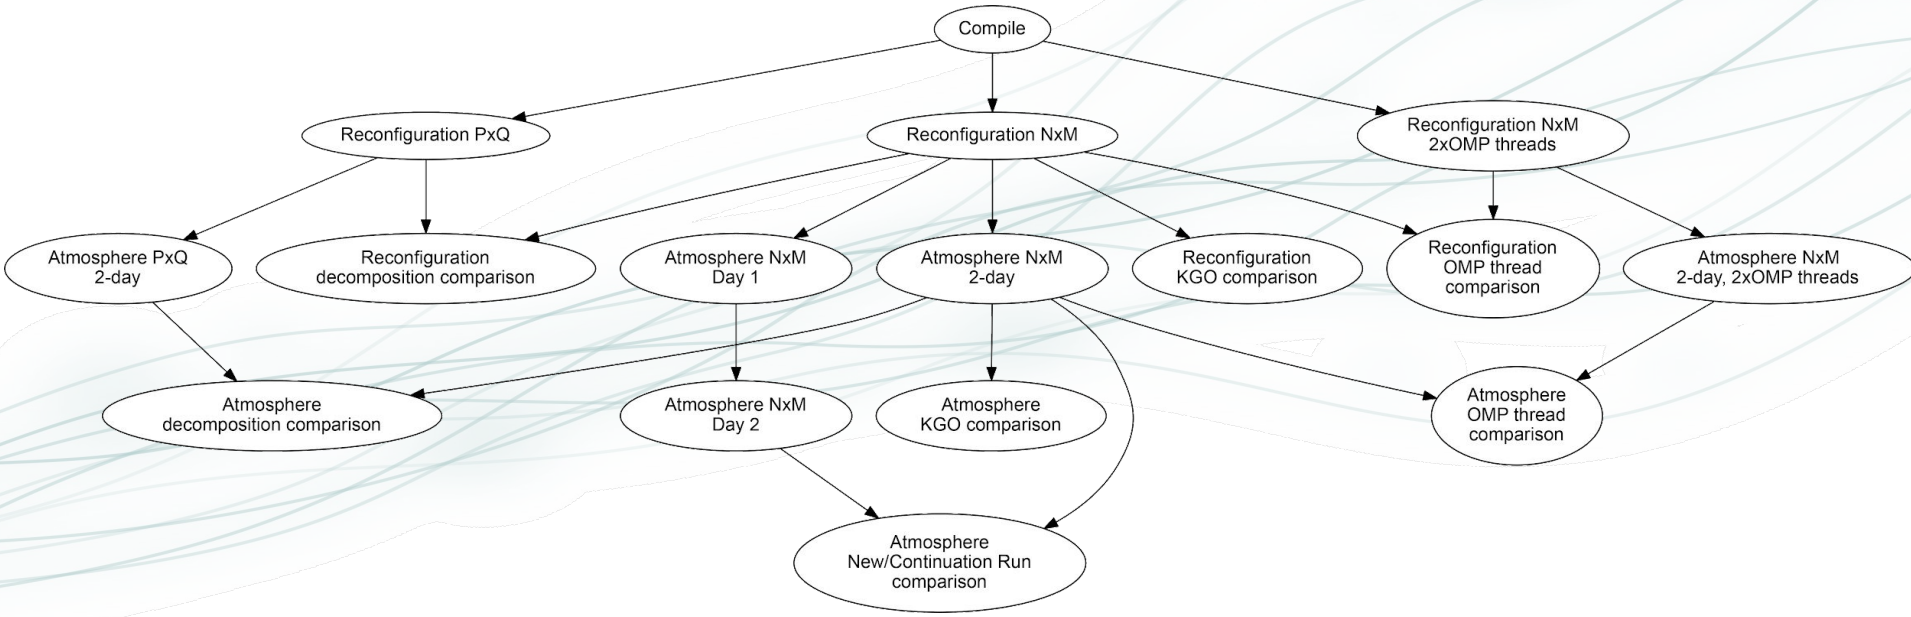 Compile
Reconfiguration PxQ
Reconfiguration NxM
Reconfiguration NxM
2xOMP threads
Atmosphere PxQ
2-day
Reconfiguration
decomposition comparison
Atmosphere NxM
Day 1
Atmosphere NxM
2-day
Reconfiguration
KGO comparison
Reconfiguration
OMP thread
comparison
Atmosphere NxM
2-day, 2xOMP threads
Atmosphere
decomposition comparison
Atmosphere NxM
Day 2
Atmosphere
KGO comparison
Atmosphere
OMP thread
comparison
Atmosphere
New/Continuation Run
comparison